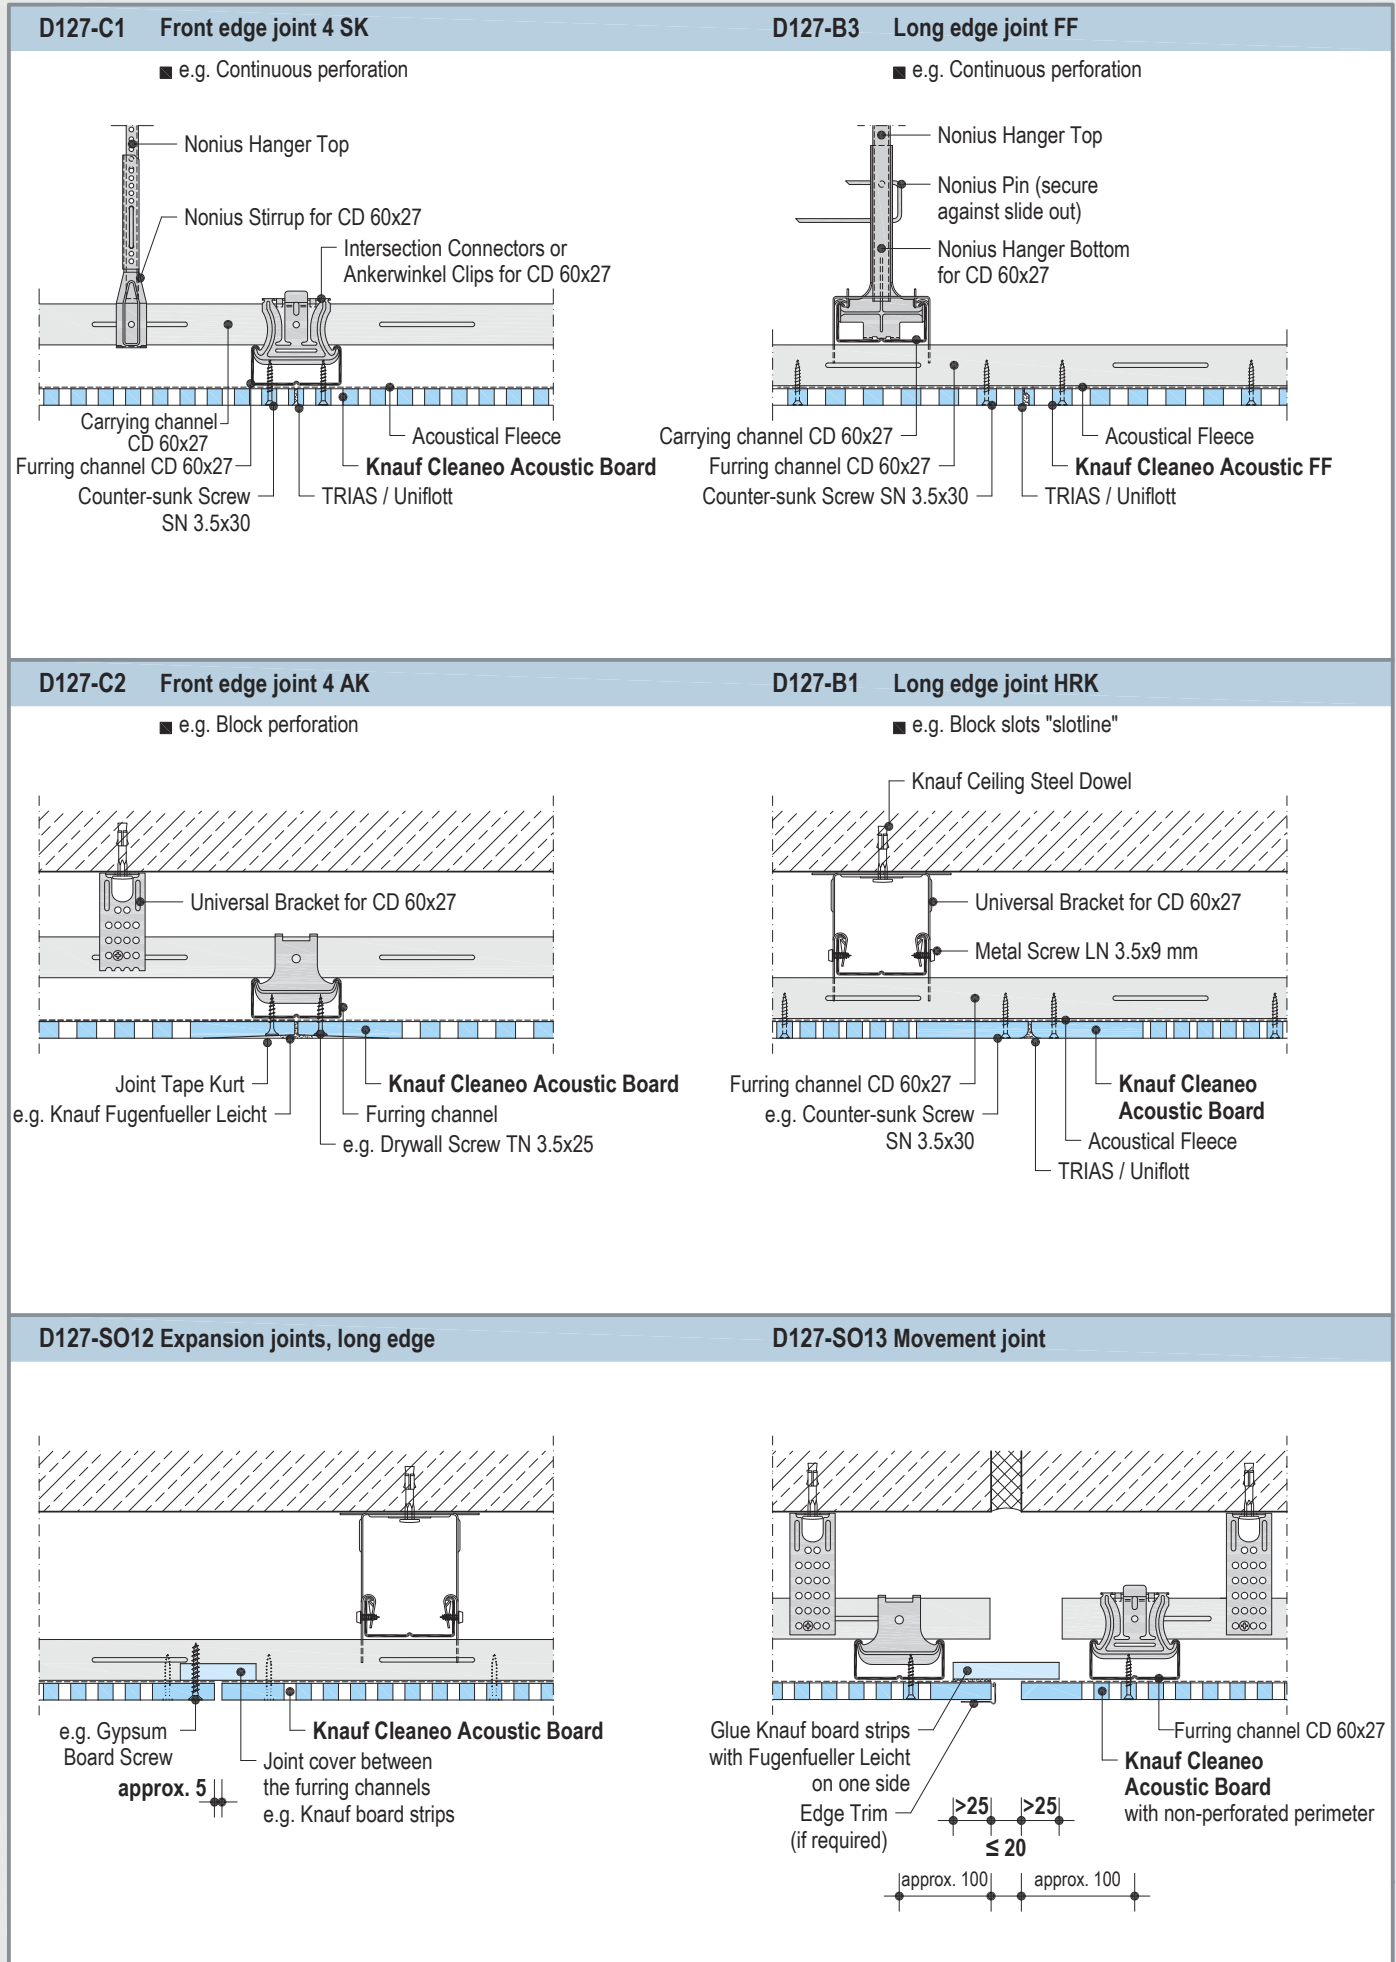 D127-C1 Front edge joint 4 SK
■ e.g. Continuous perforation
Nonius Hanger Top
Nonius Stirrup for CD 60x27
Intersection Connectors or
Ankerwinkel Clips for CD 60x27
Carrying channel
CD 60x27
Furring channel CD 60x27
Counter-sunk Screw
SN 3.5x30
Acoustical Fleece
Knauf Cleaneo Acoustic Board
TRIAS / Uniflott
D127-B3 Long edge joint FF
■ e.g. Continuous perforation
Nonius Hanger Top
Nonius Pin (secure
against slide out)
Nonius Hanger Bottom
for CD 60x27
Carrying channel CD 60x27
Furring channel CD 60x27
Counter-sunk Screw SN 3.5x30
Acoustical Fleece
Knauf Cleaneo Acoustic FF
TRIAS / Uniflott
D127-C2 Front edge joint 4 AK
■ e.g. Block perforation
Universal Bracket for CD 60x27
Joint Tape Kurt
e.g. Knauf Fugenfueller Leicht
Knauf Cleaneo Acoustic Board
Furring channel
e.g. Drywall Screw TN 3.5x25
D127-B1 Long edge joint HRK
■ e.g. Block slots "slotline"
Knauf Ceiling Steel Dowel
Universal Bracket for CD 60x27
Metal Screw LN 3.5x9 mm
Furring channel CD 60x27
e.g. Counter-sunk Screw
SN 3.5x30
Knauf Cleaneo
Acoustic Board
Acoustical Fleece
TRIAS / Uniflott
D127-SO12 Expansion joints, long edge
e.g. Gypsum
Board Screw
approx. 5
Knauf Cleaneo Acoustic Board
Joint cover between
the furring channels
e.g. Knauf board strips
D127-SO13 Movement joint
Glue Knauf board strips
with Fugenfueller Leicht
on one side
Edge Trim
(if required)
Furring channel CD 60x27
Knauf Cleaneo
Acoustic Board
with non-perforated perimeter
>25 >25
≤ 20
approx. 100 approx. 100